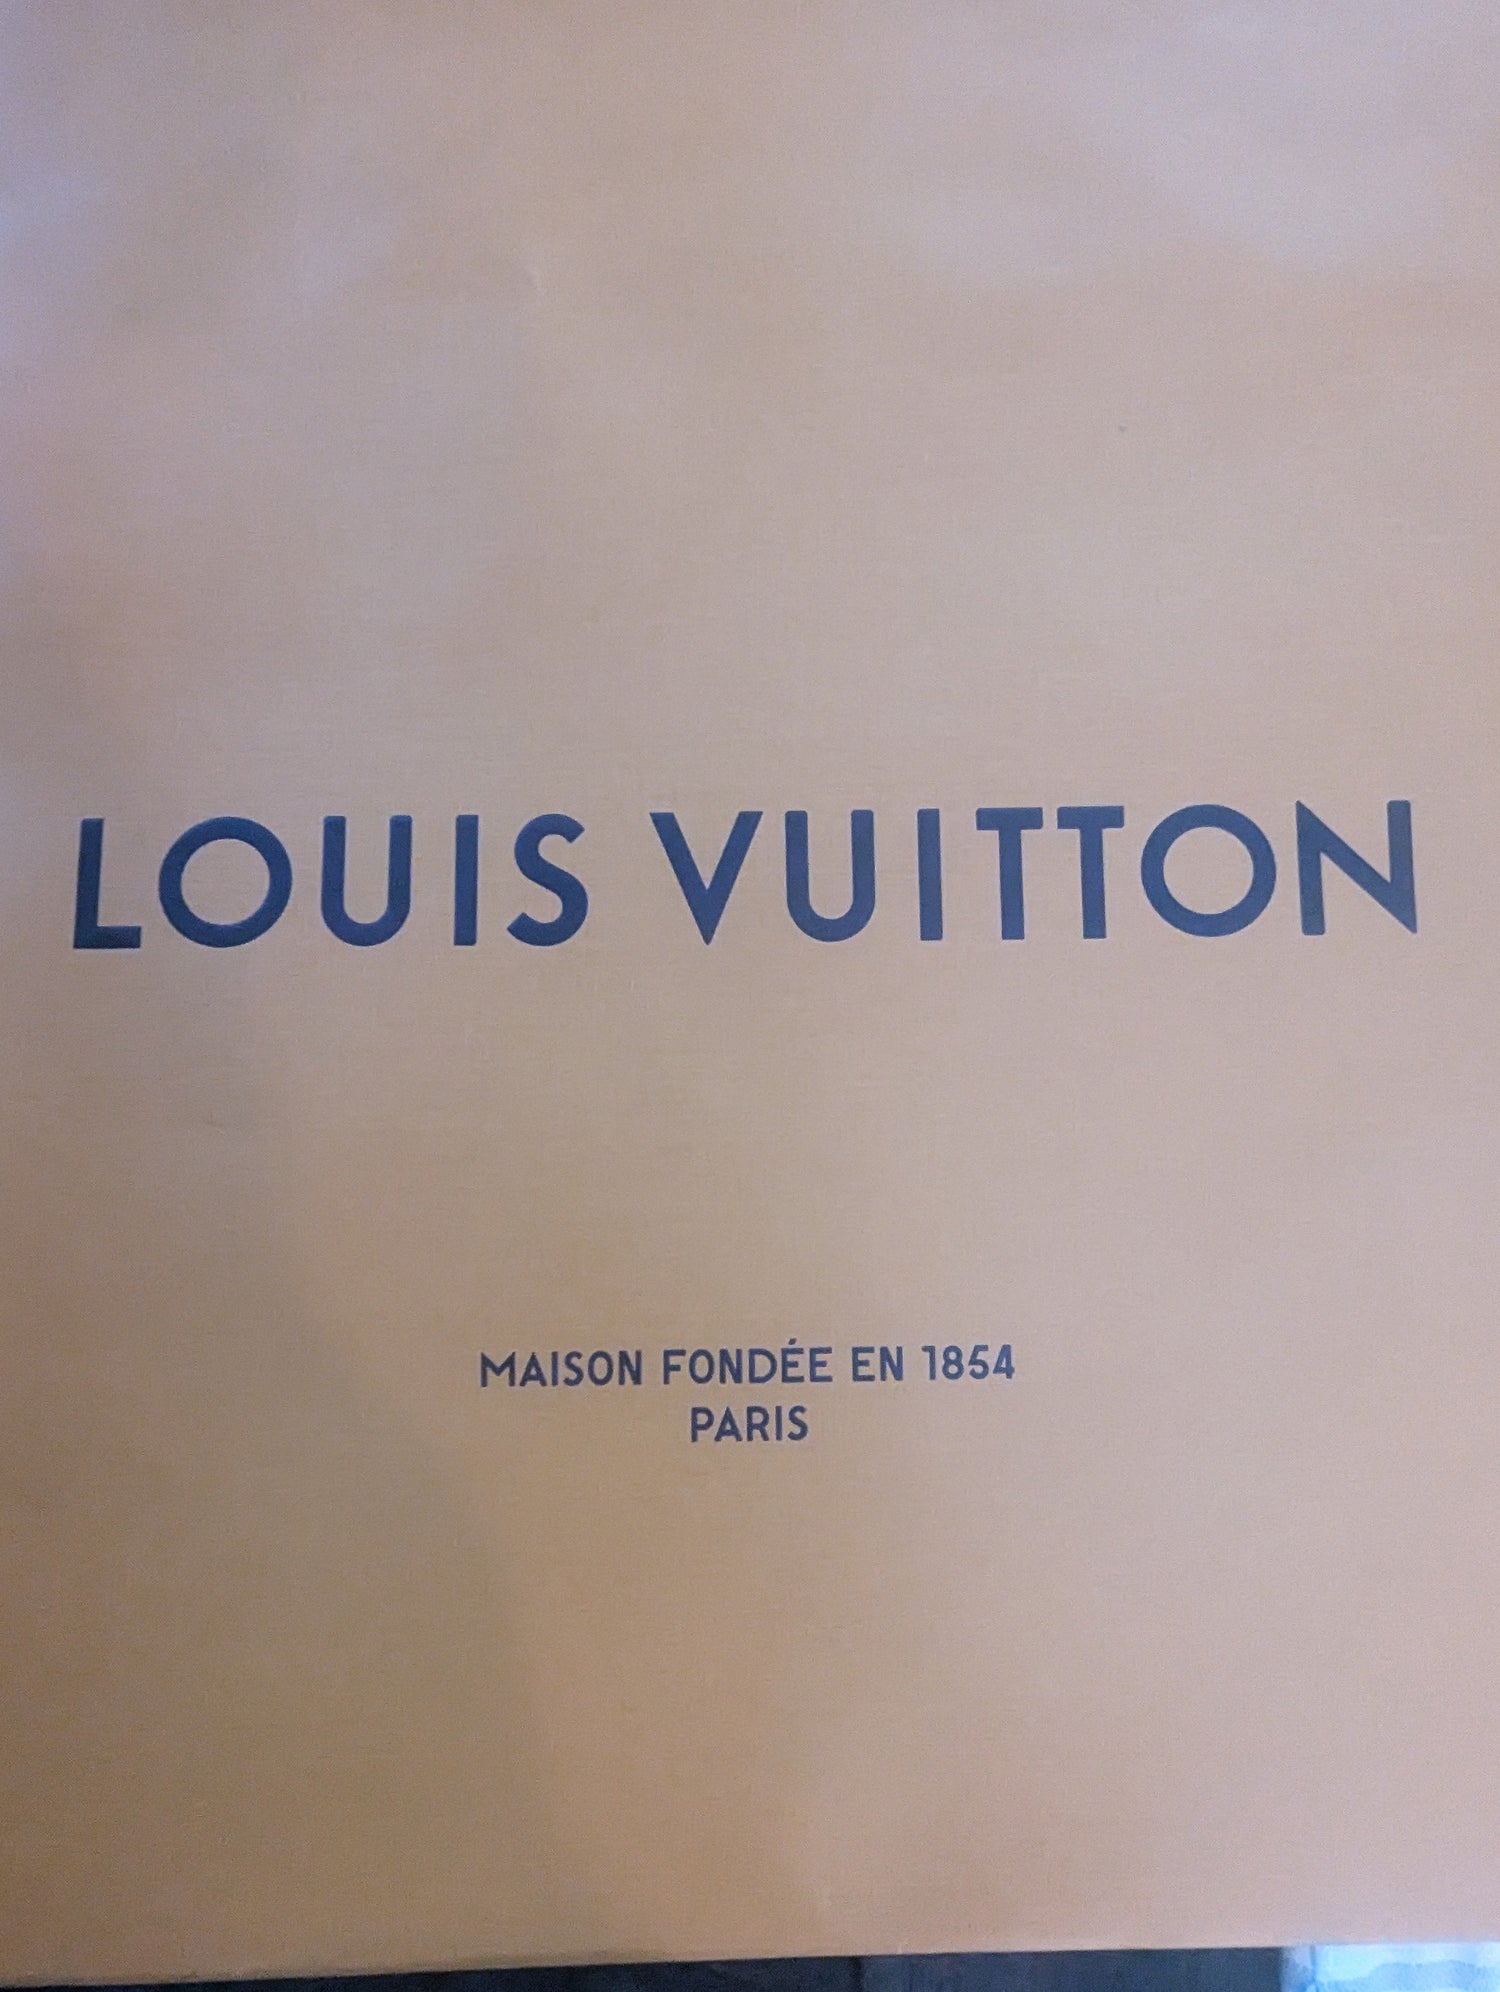 LOUIS VUITTON
MAISON FONDÉE EN 1854
PARIS